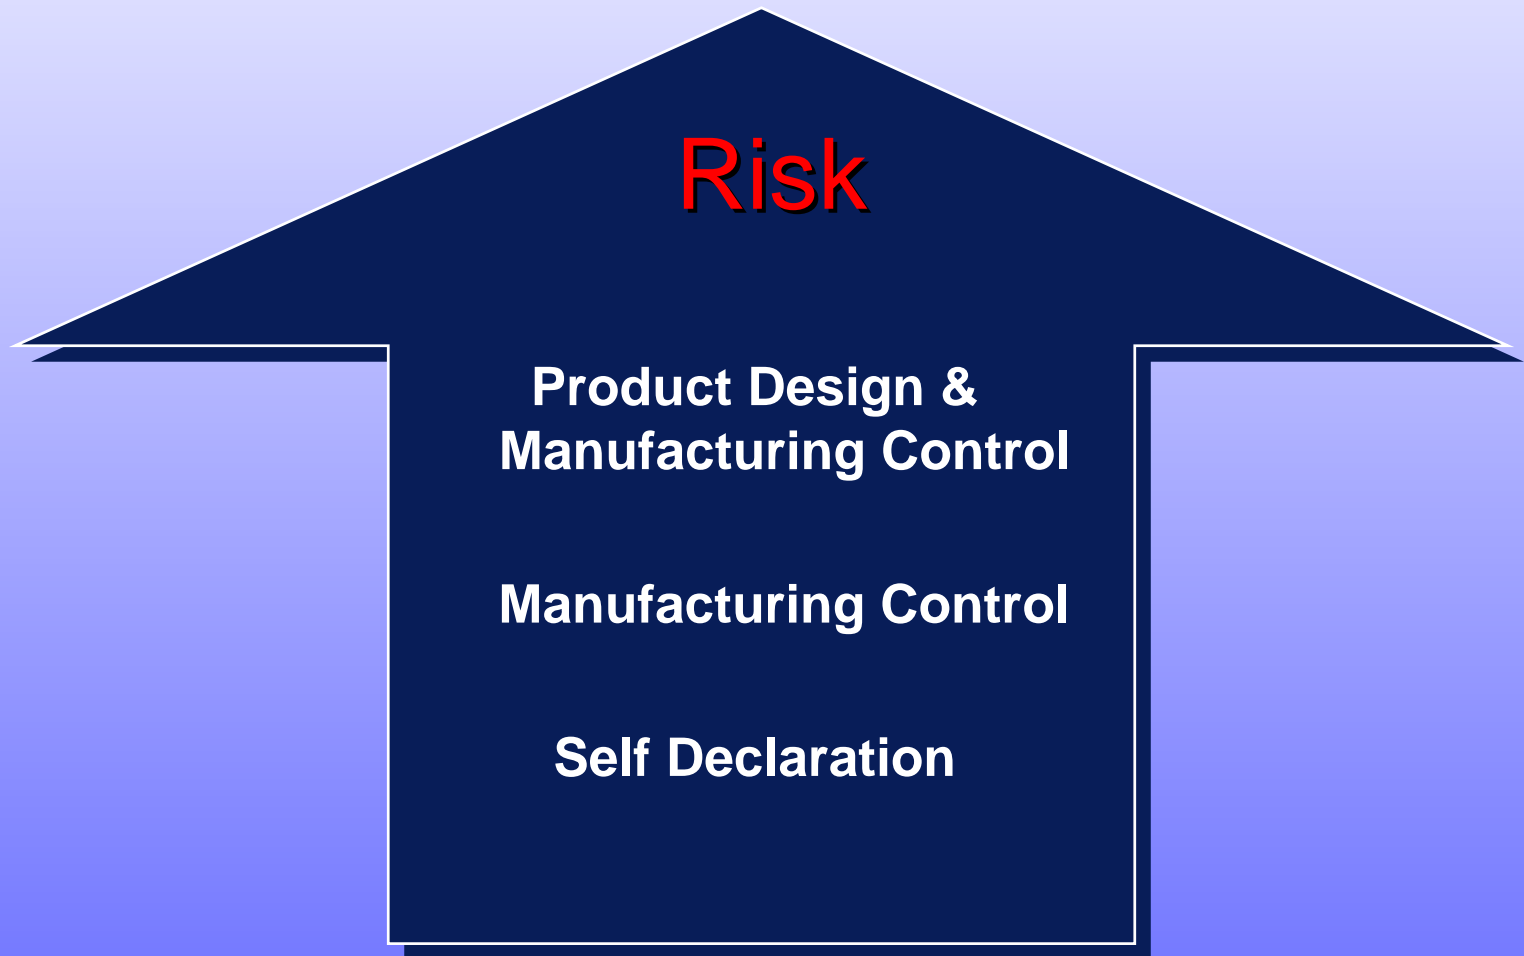 Risk
Product Design &
Manufacturing Control
Manufacturing Control
Self Declaration